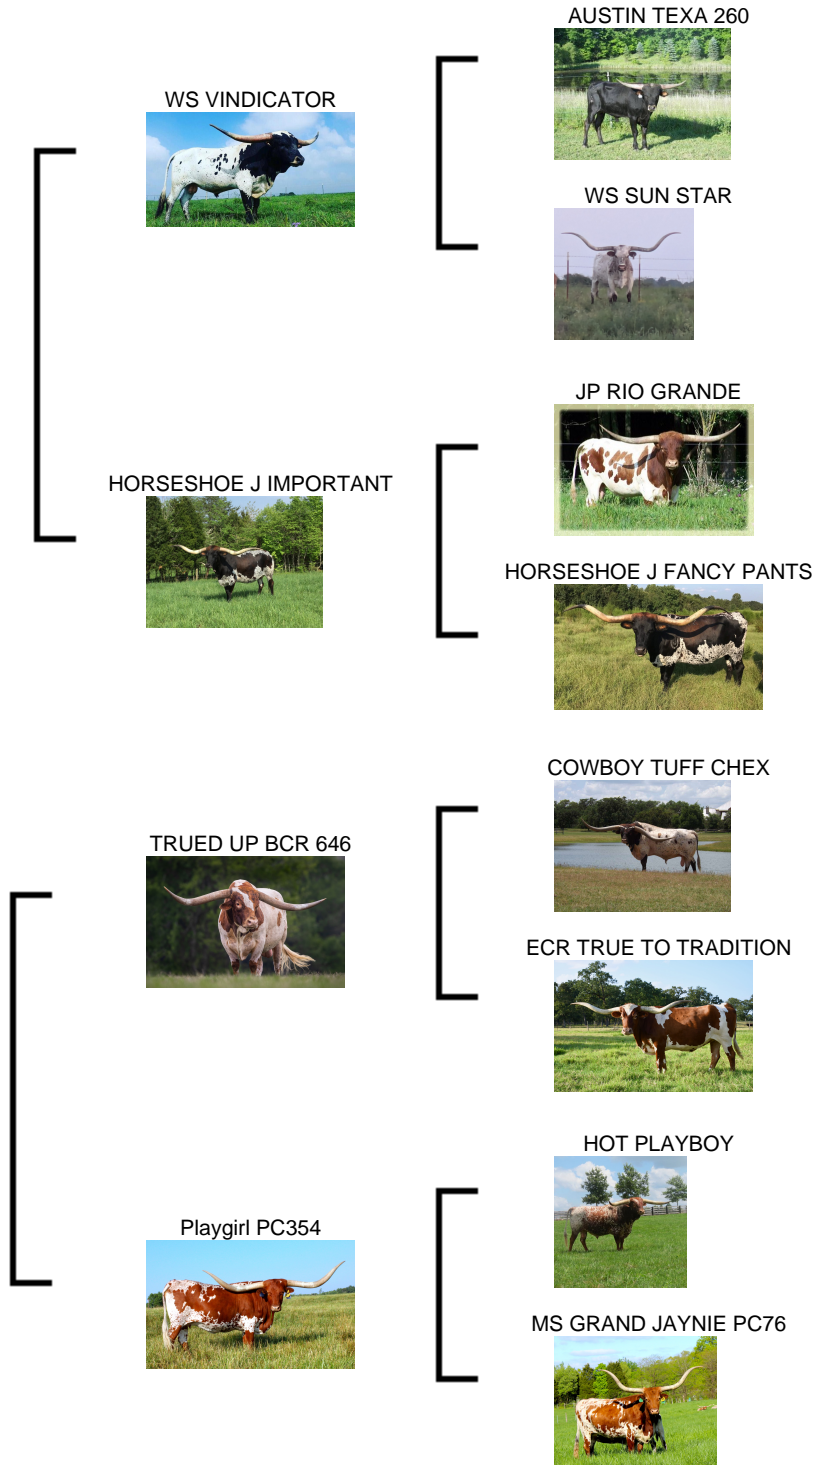 AUSTIN TEXA 260
WS VINDICATOR
WS SUN STAR
JP RIO GRANDE
HORSESHOE J IMPORTANT
HORSESHOE J FANCY PANTS
COWBOY TUFF CHEX
TRUED UP BCR 646
ECR TRUE TO TRADITION
HOT PLAYBOY
Playgirl PC354
MS GRAND JAYNIE PC76